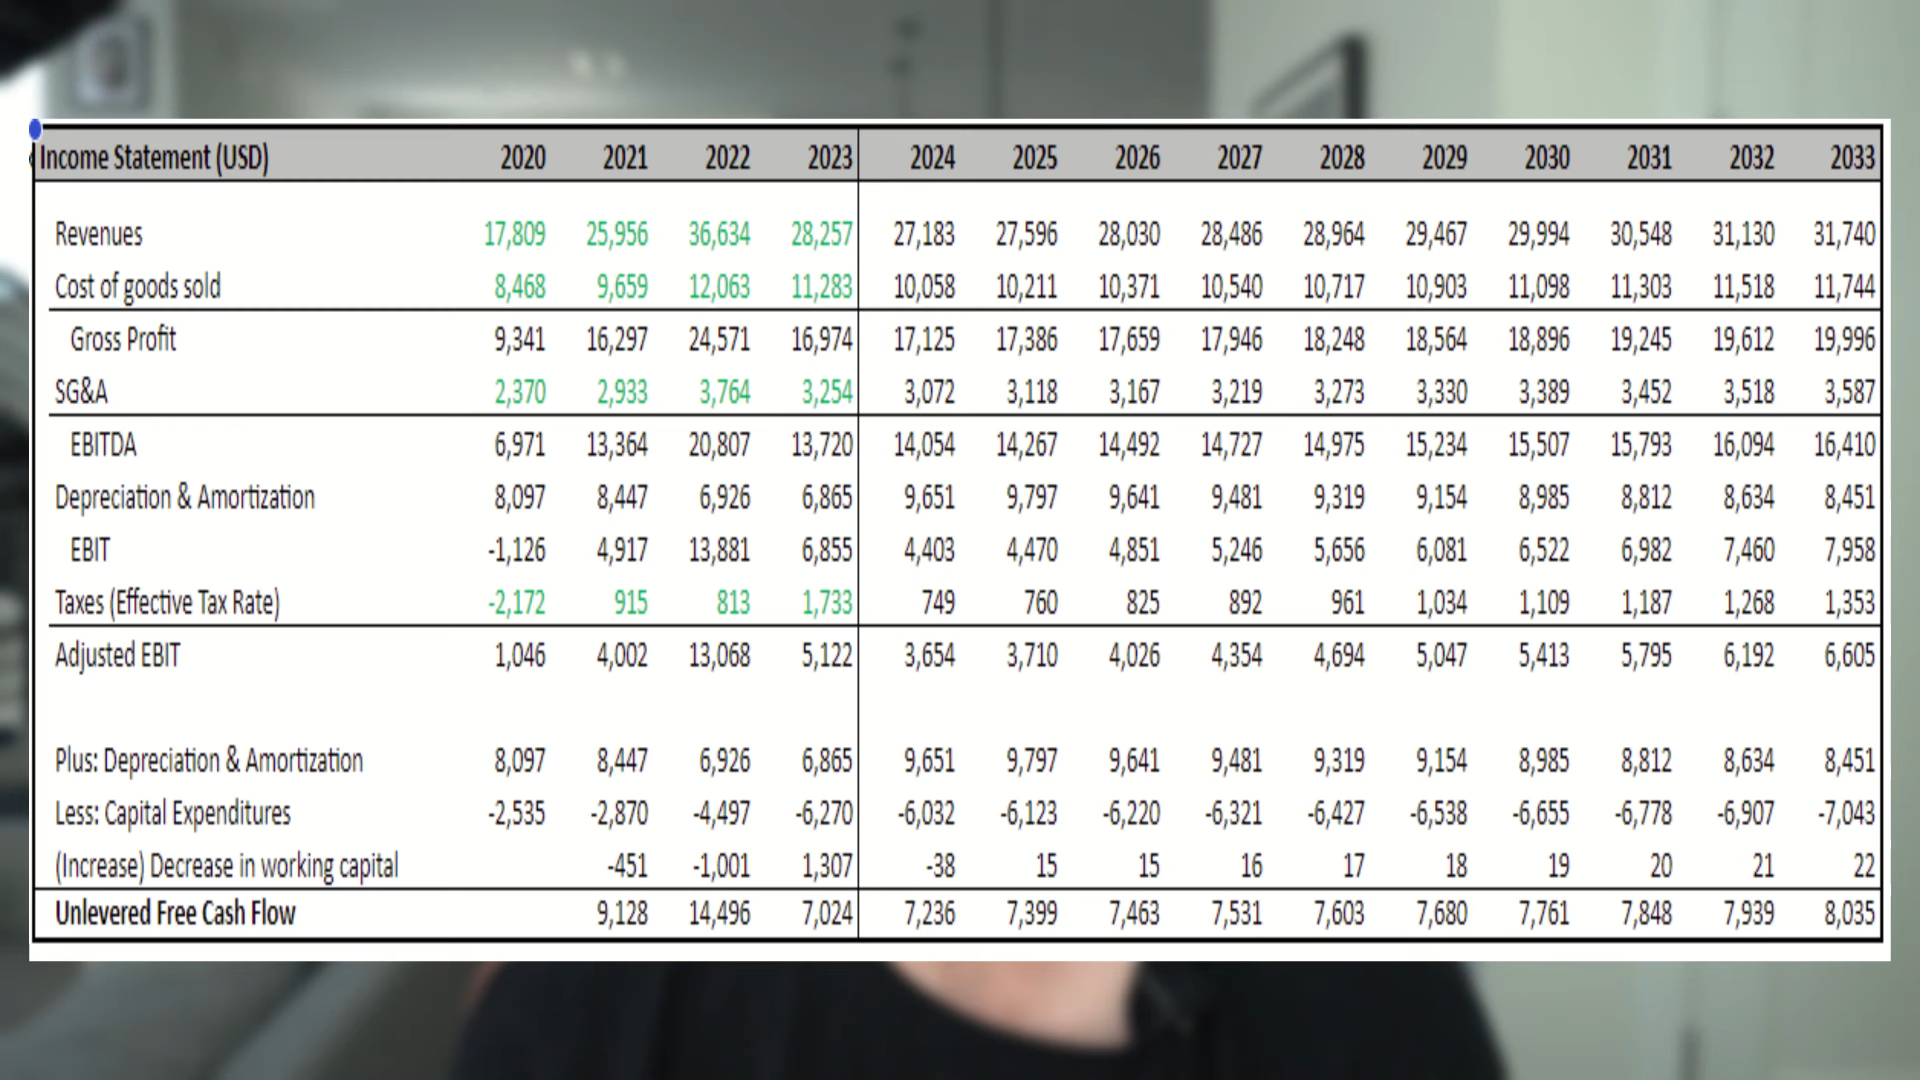 Income Statement (USD) 2020 2021 2022 2023 2024 2025 2026 2027 2028 2029 2030 2031 2032 2033
Revenues 17,809 25,956 36,634 28,257 27,183 27,596 28,030 28,486 28,964 29,467 29,994 30,548 31,130 31,740
Cost of goods sold 8,468 9,659 12,063 11,283 10,058 10,211 10,371 10,540 10,717 10,903 11,098 11,303 11,518 11,744
Gross Profit 9,341 16,297 24,571 16,974 17,125 17,386 17,659 17,946 18,248 18,564 18,896 19,245 19,612 19,996
SG&A 2,370 2,933 3,764 3,254 3,072 3,118 3,167 3,219 3,273 3,330 3,389 3,452 3,518 3,587
EBITDA 6,971 13,364 20,807 13,720 14,054 14,267 14,492 14,727 14,975 15,234 15,507 15,793 16,094 16,410
Depreciation & Amortization 8,097 8,447 6,926 6,865 9,651 9,797 9,641 9,481 9,319 9,154 8,985 8,812 8,634 8,451
EBIT -1,126 4,917 13,881 6,855 4,403 4,470 4,851 5,246 5,656 6,081 6,522 6,982 7,460 7,958
Taxes (Effective Tax Rate) -2,172 915 813 1,733 749 760 825 892 961 1,034 1,109 1,187 1,268 1,353
Adjusted EBIT 1,046 4,002 13,068 5,122 3,654 3,710 4,026 4,354 4,694 5,047 5,413 5,795 6,192 6,605
Plus: Depreciation & Amortization 8,097 8,447 6,926 6,865 9,651 9,797 9,641 9,481 9,319 9,154 8,985 8,812 8,634 8,451
Less: Capital Expenditures -2,535 -2,870 -4,497 -6,270 -6,032 -6,123 -6,220 -6,321 -6,427 -6,538 -6,655 -6,778 -6,907 -7,043
(Increase) Decrease in working capital -451 -1,001 1,307 -38 15 15 16 17 18 19 20 21 22
Unlevered Free Cash Flow 9,128 14,496 7,024 7,236 7,399 7,463 7,531 7,603 7,680 7,761 7,848 7,939 8,035